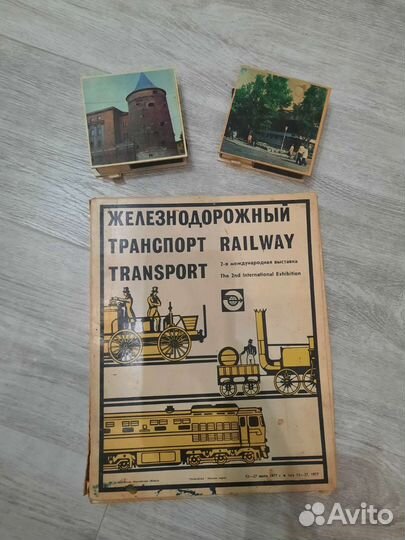 ЖЕЛЕЗНОДОРОЖНЫЙ
ТРАНСПОРТ RAILWAY
2-я международная выставка
TRANSPORT The 2nd International Exhibition
Avito